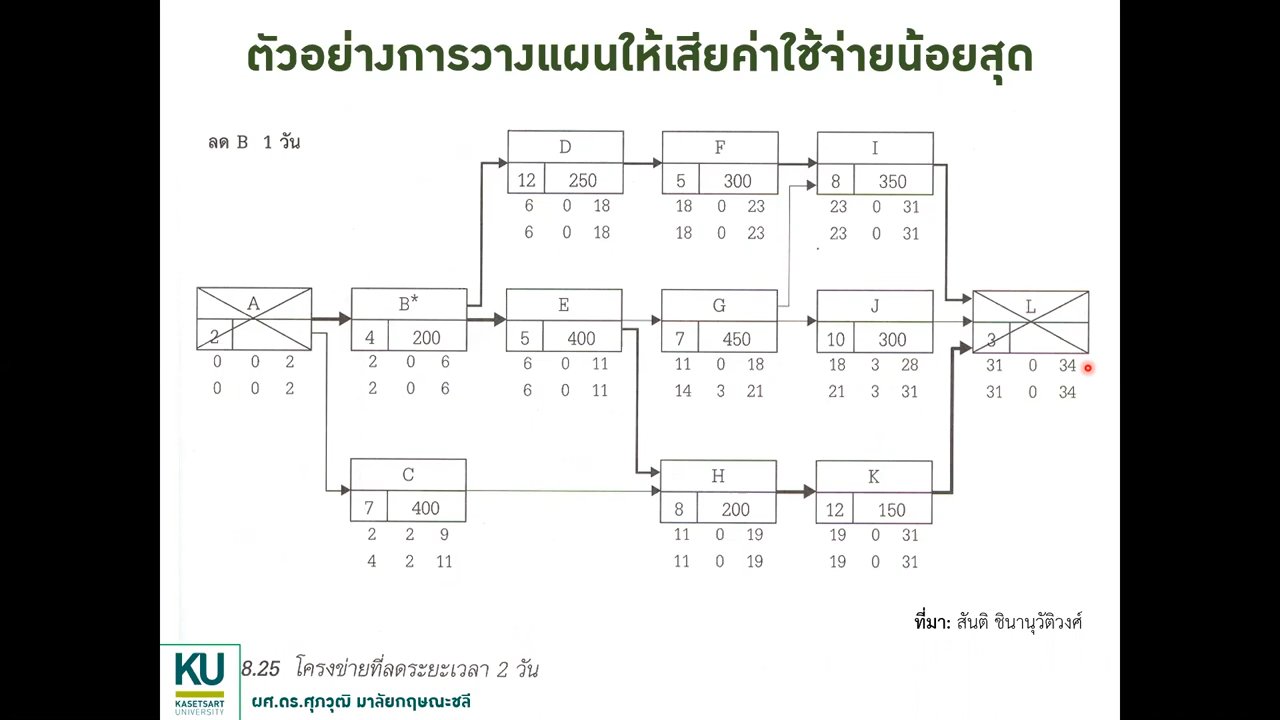 ตัวอย่างการวางแผนให้เสียค่าใช้จ่ายน้อยสุด
ลด B 1 วัน
D
12 250
6 0 18
6 0 18
F
5 300
18 0 23
18 0 23
I
8 350
23 0 31
23 0 31
A
2
0 0 2
0 0 2
B*
4 200
2 0 6
2 0 6
E
5 400
6 0 11
6 0 11
G
7 450
11 0 18
14 3 21
J
10 300
18 3 28
21 3 31
L
3
31 0 34
31 0 34
C
7 400
2 2 9
4 2 11
H
8 200
11 0 19
11 0 19
K
12 150
19 0 31
19 0 31
ที่มา: สันติ ชินานุวัติวงศ์
8.25 โครงข่ายที่ลดระยะเวลา 2 วัน
KU
KASETSART
UNIVERSITY
ผศ.ดร.ศุภวุฒิ มาลัยกฤษณะชลี